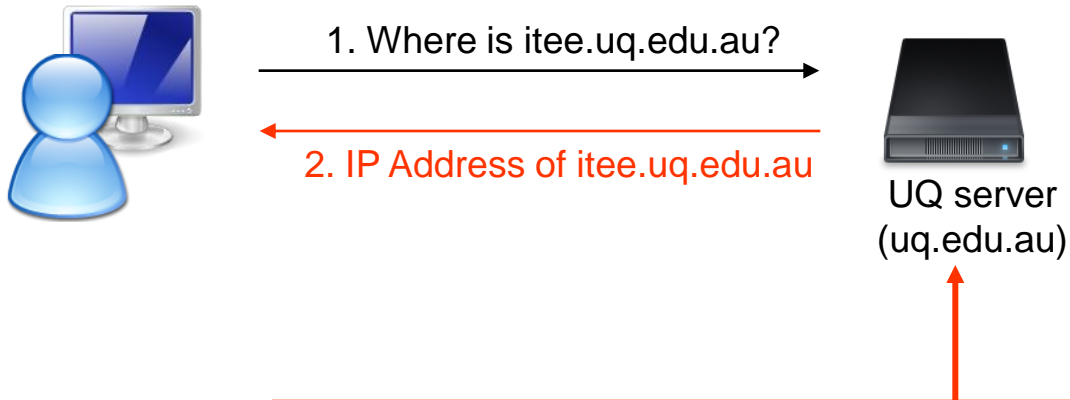 1. Where is itee.uq.edu.au?
2. IP Address of itee.uq.edu.au
UQ server
(uq.edu.au)